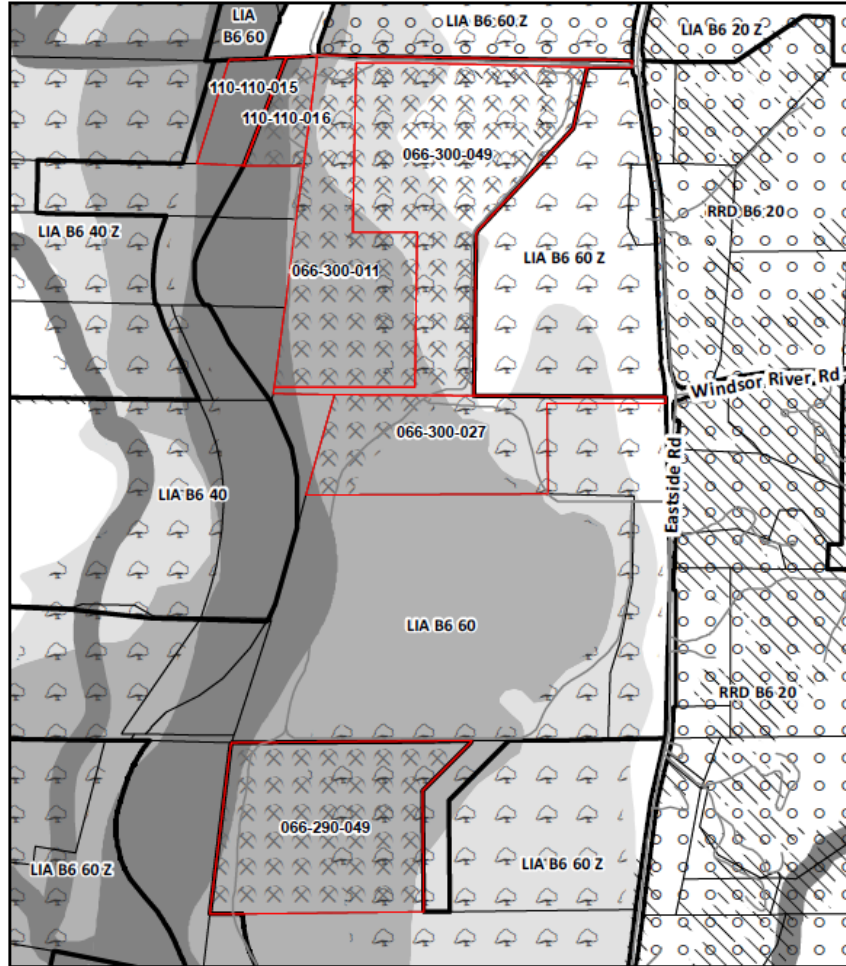 LIA
B6 60
LIA B6 60 Z
LIA B6 20 Z
110-110-015
110-110-016
066-300-049
RRD B6 20
LIA B6 40 Z
LIA B6 60 Z
066-300-011
Windsor River Rd
066-300-027
Eastside Rd
LIA B6 40
LIA B6 60
RRD B6 20
066-290-049
LIA B6 60 Z
LIA B6 60 Z